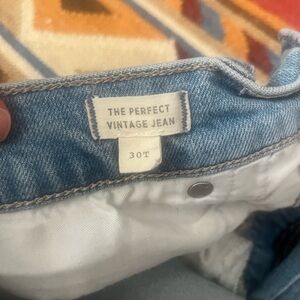 THE PERFECT
VINTAGE JEAN
30T